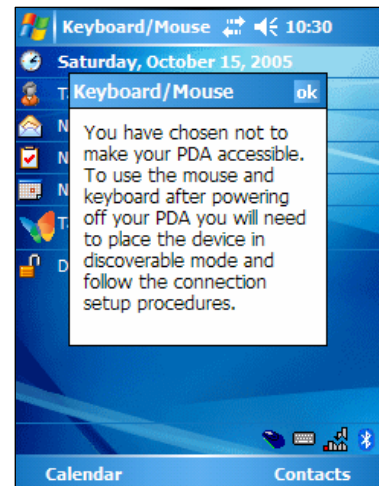 Keyboard/Mouse 10:30
Saturday, October 15, 2005
T
Keyboard/Mouse ok
N
You have chosen not to
make your PDA accessible.
N
To use the mouse and
N
keyboard after powering
off your PDA you will need
T
to place the device in
discoverable mode and
D
follow the connection
setup procedures.
Calendar Contacts